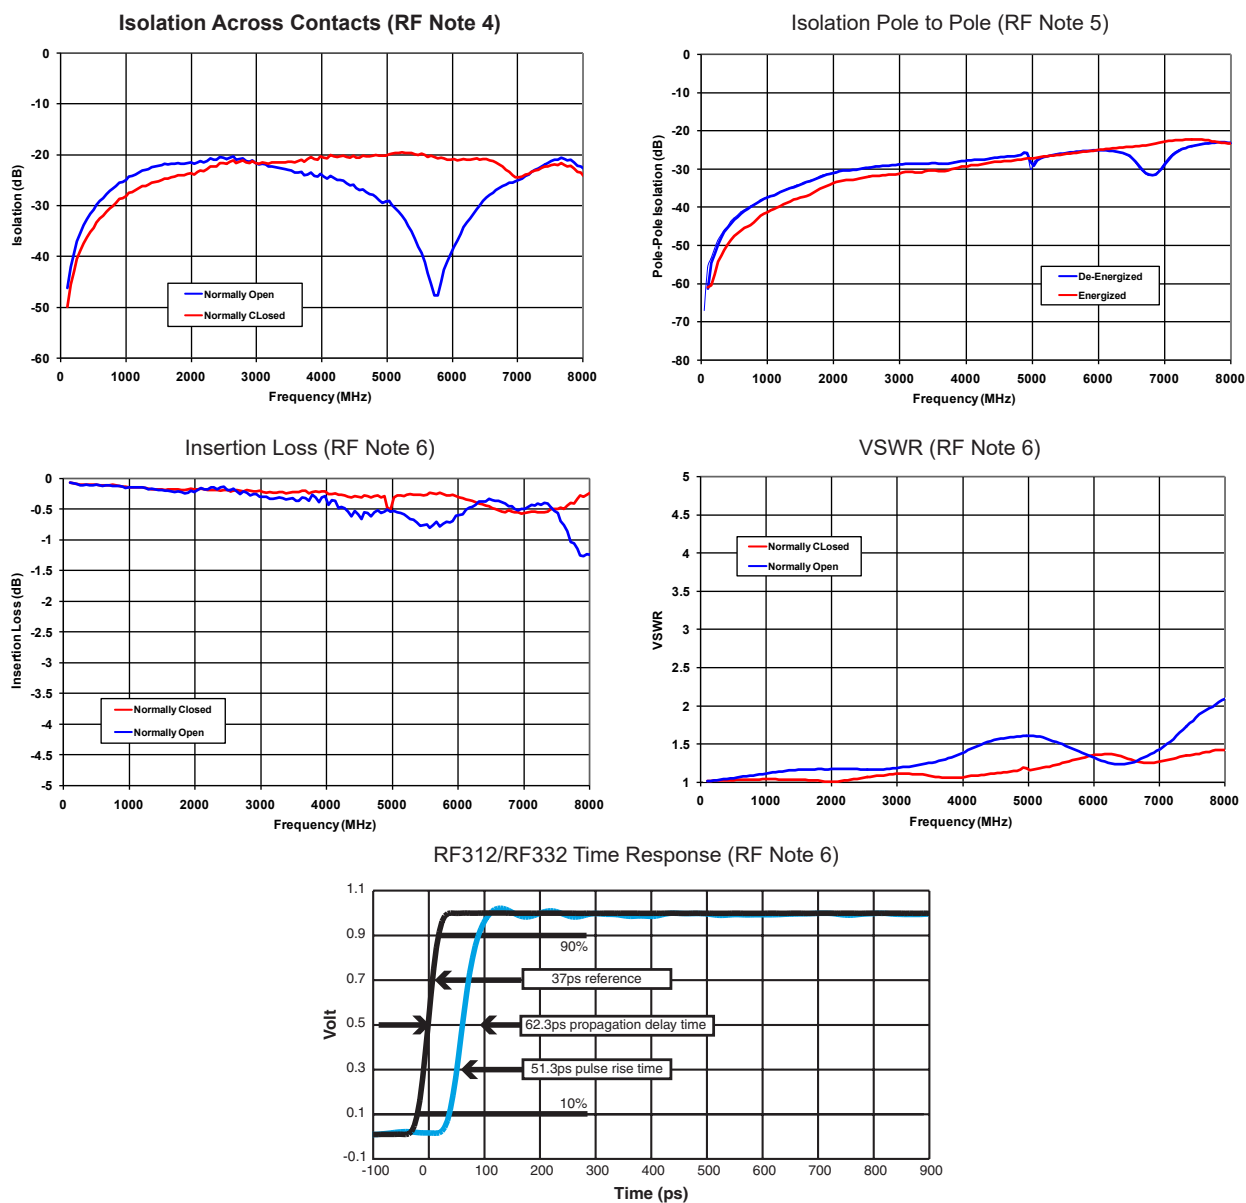 Isolation Across Contacts (RF Note 4)
0
-10
-20
-30
-40
-50
-60
Isolation (dB)
Normally Open
Normally CLosed
0 1000 2000 3000 4000 5000 6000 7000 8000
Frequency (MHz)
Isolation Pole to Pole (RF Note 5)
0
-10
-20
-30
-40
-50
-60
-70
-80
Pole-Pole Isolation (dB)
De-Energized
Energized
0 1000 2000 3000 4000 5000 6000 7000 8000
Frequency (MHz)
Insertion Loss (RF Note 6)
0
-0.5
-1
-1.5
-2
-2.5
-3
-3.5
-4
-4.5
-5
Insertion Loss (dB)
Normally Closed
Normally Open
0 1000 2000 3000 4000 5000 6000 7000 8000
Frequency (MHz)
VSWR (RF Note 6)
5
4.5
4
3.5
3
2.5
2
1.5
1
VSWR
Normally CLosed
Normally Open
0 1000 2000 3000 4000 5000 6000 7000 8000
Frequency (MHz)
RF312/RF332 Time Response (RF Note 6)
1.1
0.9
0.7
0.5
0.3
0.1
-0.1
Volt
90%
37ps reference
62.3ps propagation delay time
51.3ps pulse rise time
10%
-100 0 100 200 300 400 500 600 700 800 900
Time (ps)